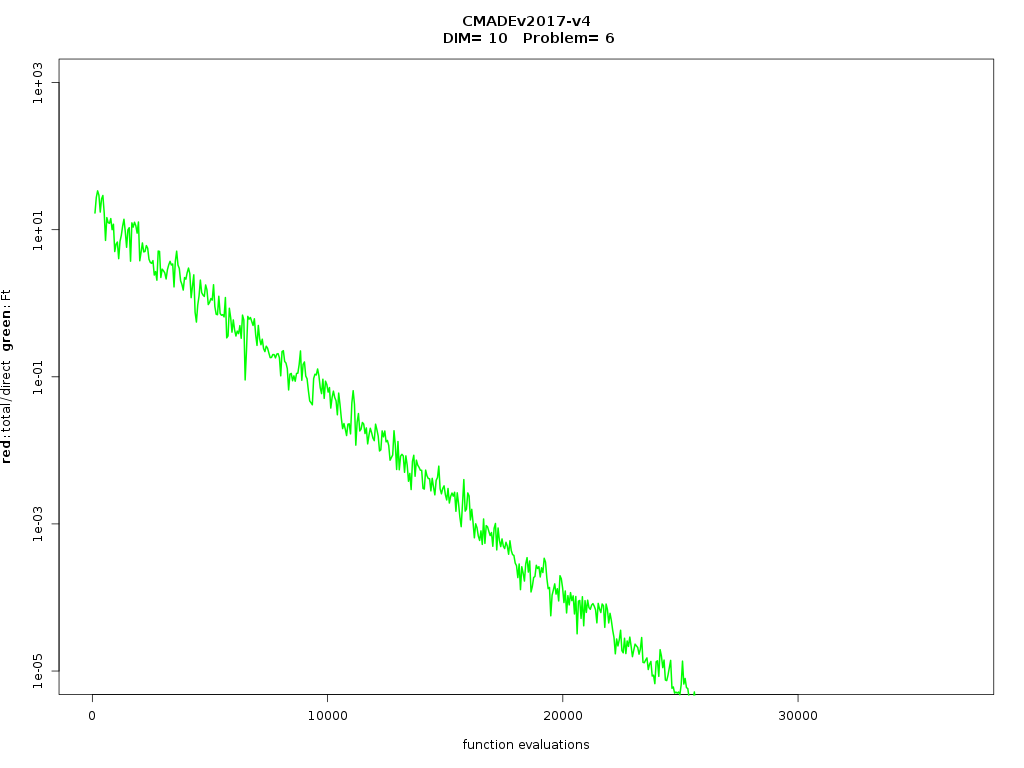 CMADEv2017-v4
DIM= 10 Problem= 6
1e+03
1e+01
1e-01
1e-03
1e-05
red: total/direct green: Ft
0 10000 20000 30000
function evaluations